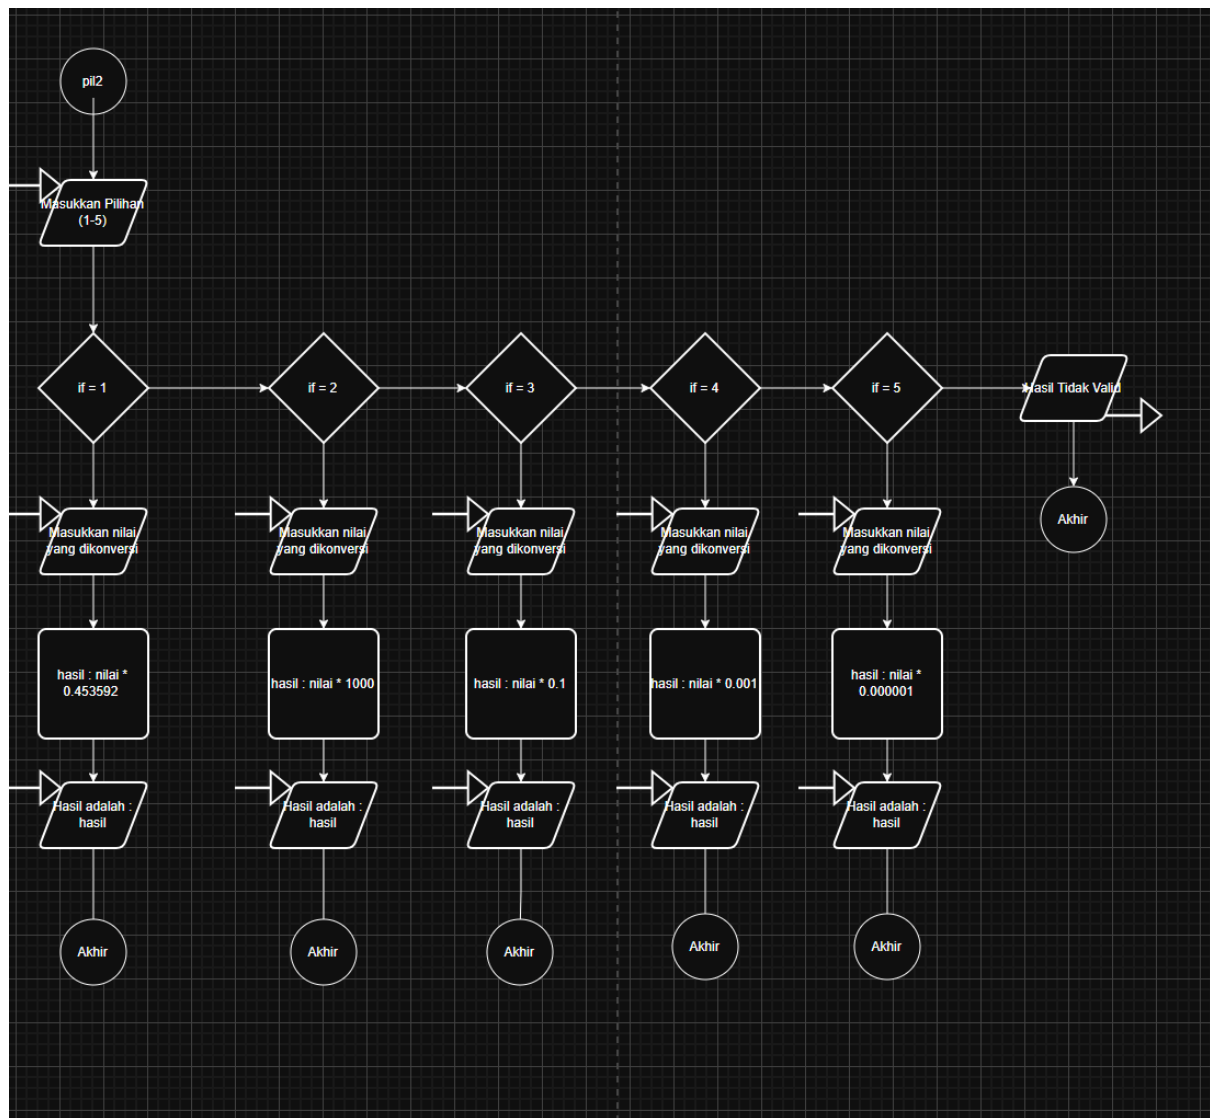 pil2
Masukkan Pilihan
(1-5)
if = 1
if = 2
if = 3
if = 4
if = 5
Hasil Tidak Valid
Akhir
Masukkan nilai
yang dikonversi
Masukkan nilai
yang dikonversi
Masukkan nilai
yang dikonversi
Masukkan nilai
yang dikonversi
Masukkan nilai
yang dikonversi
hasil : nilai *
0.453592
hasil : nilai * 1000
hasil : nilai * 0.1
hasil : nilai * 0.001
hasil : nilai *
0.000001
Hasil adalah :
hasil
Hasil adalah :
hasil
Hasil adalah :
hasil
Hasil adalah :
hasil
Hasil adalah :
hasil
Akhir
Akhir
Akhir
Akhir
Akhir